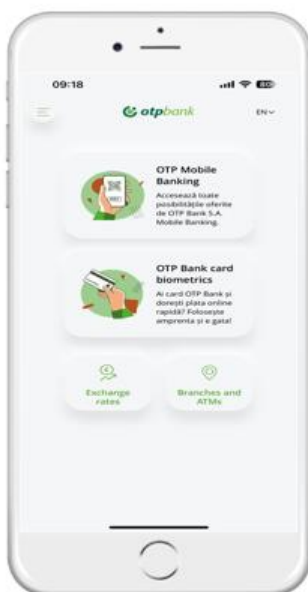 09:18
80
otpbank
EN
OTP Mobile
Banking
Accesează toate
posibilitățile oferite
de OTP Bank S.A.
Mobile Banking.
OTP Bank card
biometrics
Ai card OTP Bank și
dorești plata online
rapidă? Folosește
amprenta și e gata!
Exchange
rates
Branches and
ATMs